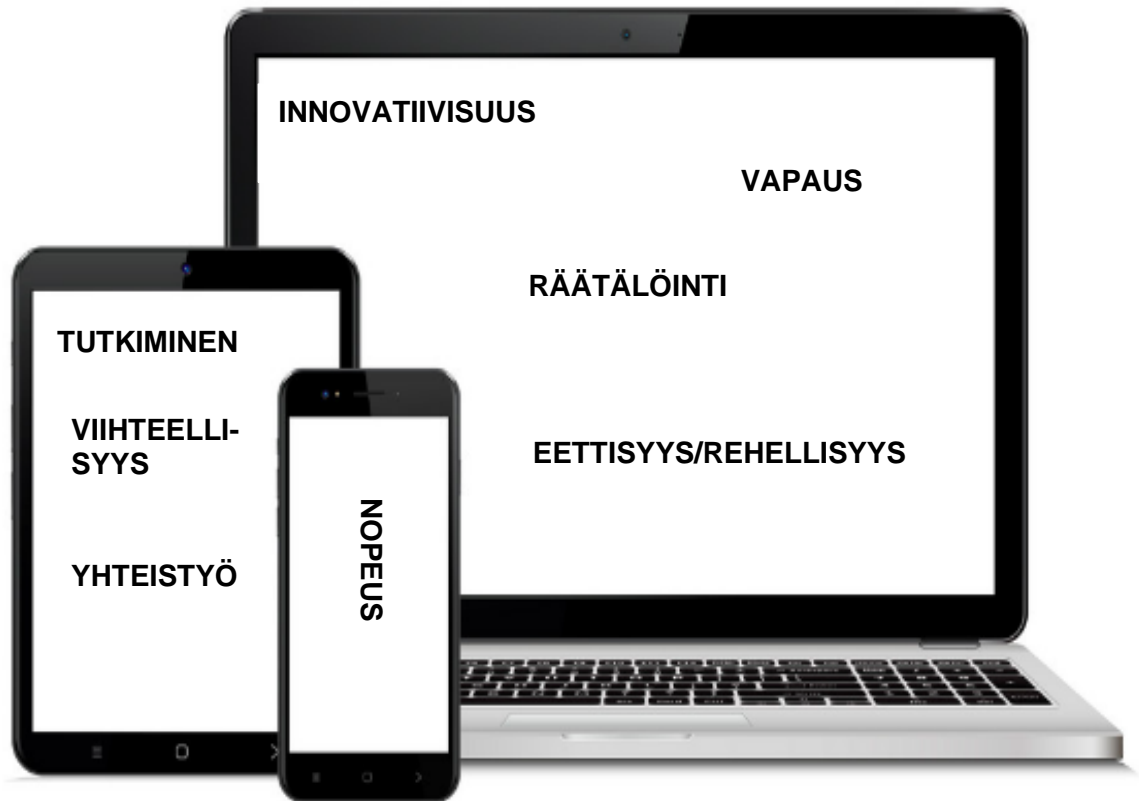 INNOVATIIVISUUS
VAPAUS
RÄÄTÄLÖINTI
EETTISYYS/REHELLISYYS
TUTKIMINEN
VIIHTEELLI-
SYYS
YHTEISTYÖ
NOPEUS